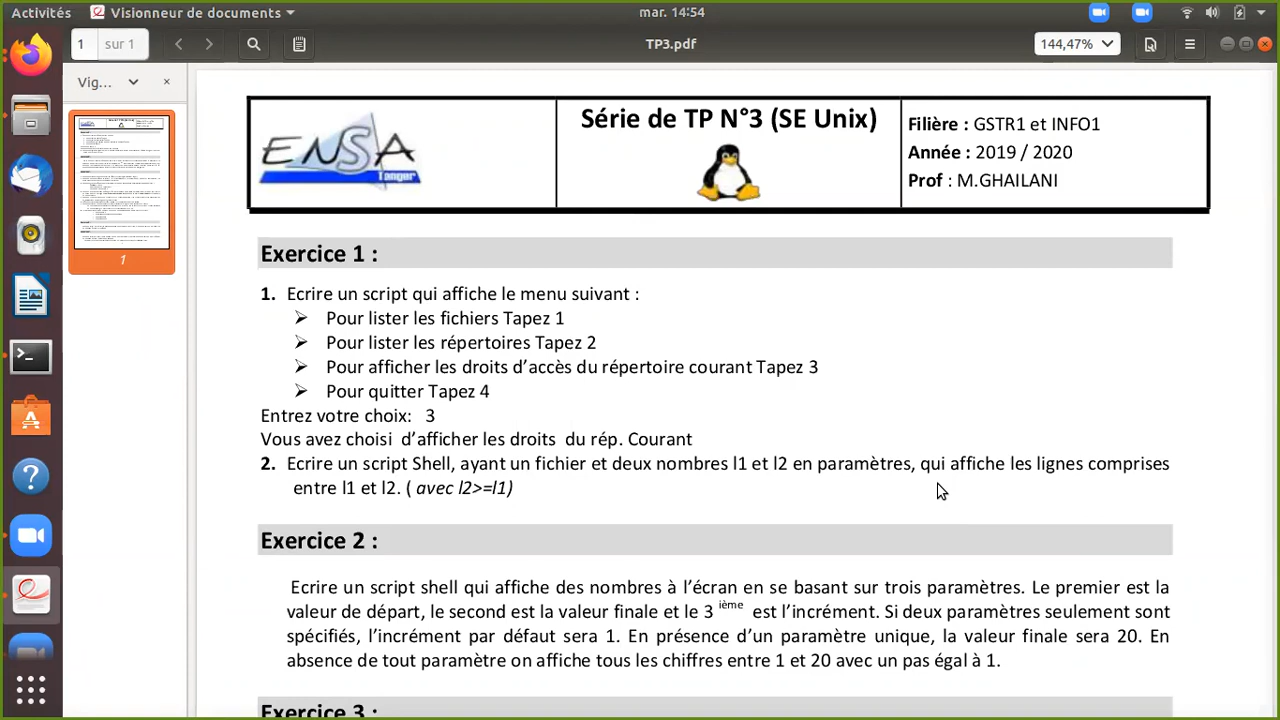 Activités Visionneur de documents mar. 14:54
1 sur 1 TP3.pdf 144,47%
Vig...
1
ENSA
Tanger
Série de TP N°3 (SE Unix)
Filière : GSTR1 et INFO1
Année : 2019 / 2020
Prof : M.GHAILANI
Exercice 1 :
1. Ecrire un script qui affiche le menu suivant :
➢ Pour lister les fichiers Tapez 1
➢ Pour lister les répertoires Tapez 2
➢ Pour afficher les droits d’accès du répertoire courant Tapez 3
➢ Pour quitter Tapez 4
Entrez votre choix: 3
Vous avez choisi d’afficher les droits du rép. Courant
2. Ecrire un script Shell, ayant un fichier et deux nombres l1 et l2 en paramètres, qui affiche les lignes comprises
entre l1 et l2. ( avec l2>=l1)
Exercice 2 :
Ecrire un script shell qui affiche des nombres à l’écran en se basant sur trois paramètres. Le premier est la
valeur de départ, le second est la valeur finale et le 3 ième est l’incrément. Si deux paramètres seulement sont
spécifiés, l’incrément par défaut sera 1. En présence d’un paramètre unique, la valeur finale sera 20. En
absence de tout paramètre on affiche tous les chiffres entre 1 et 20 avec un pas égal à 1.
Exercice 3 :